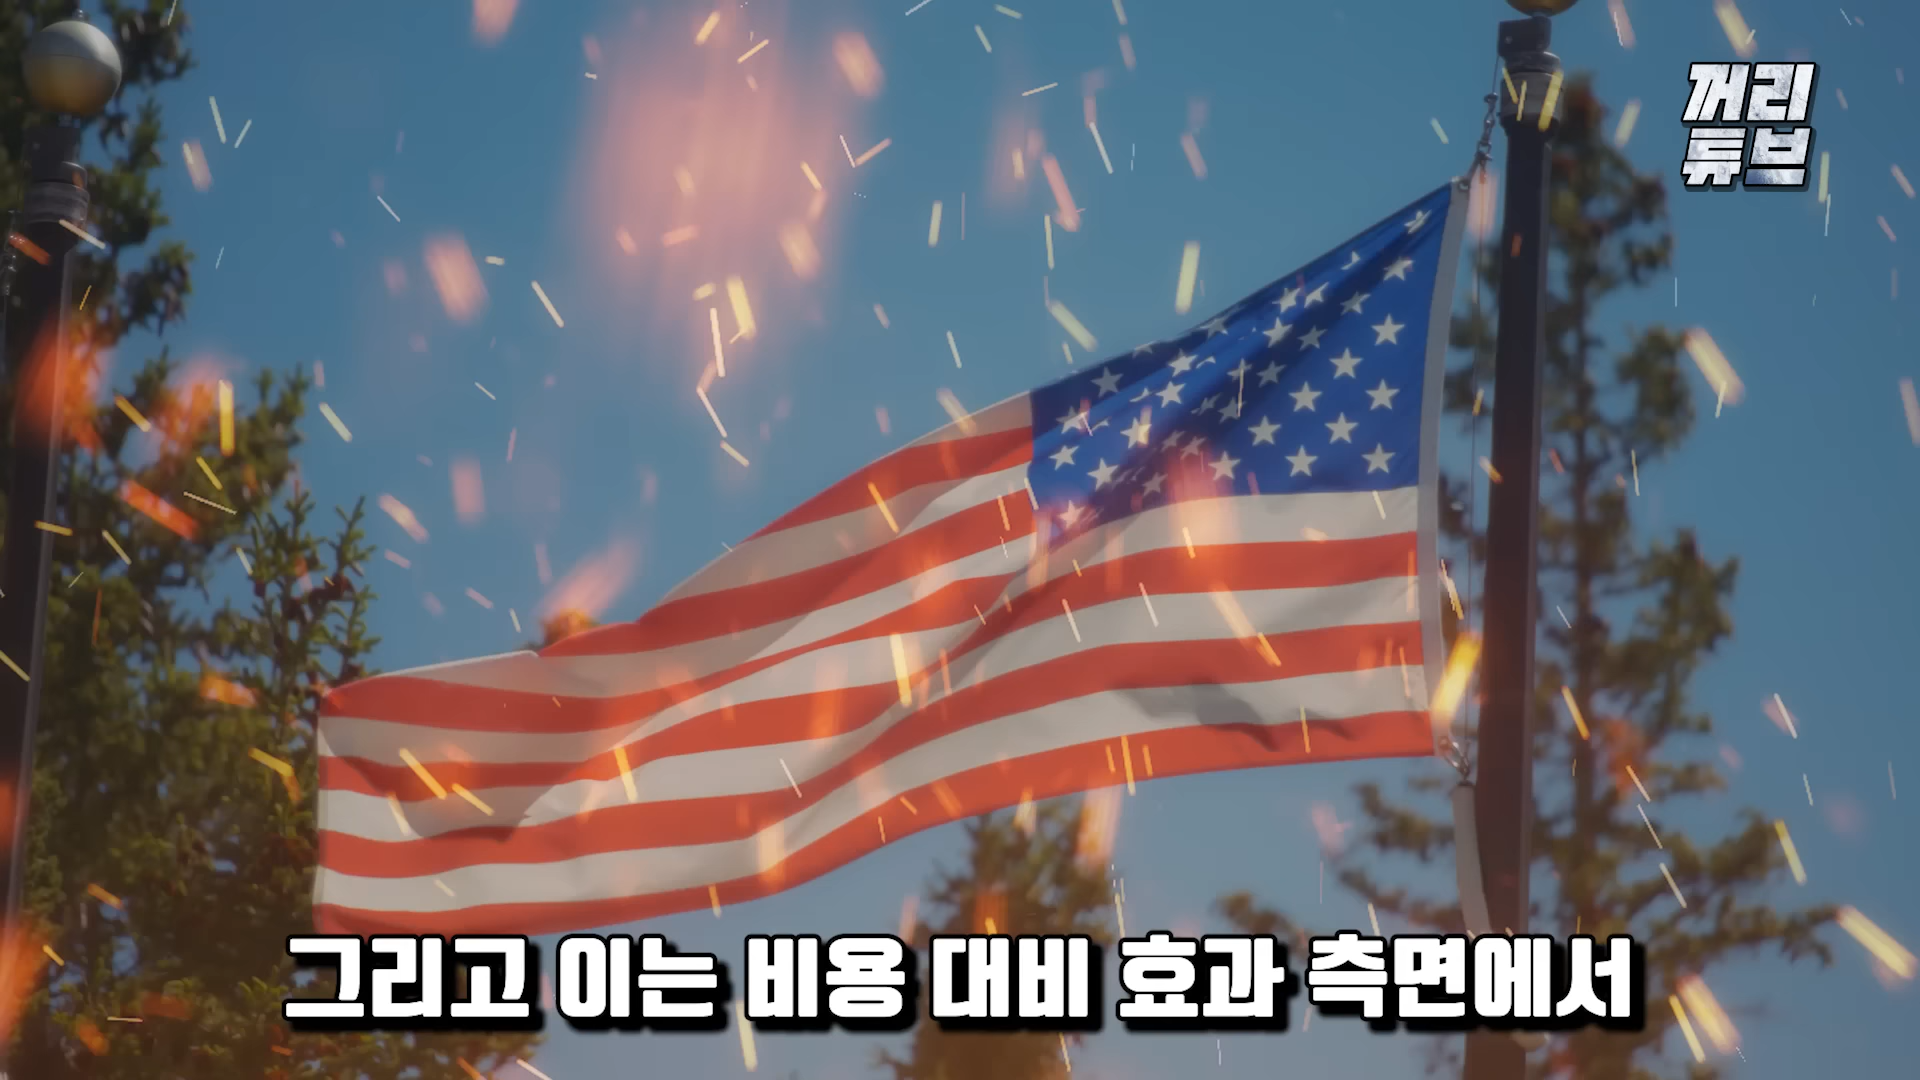 꺼리
튜브
그리고 이는 비용 대비 효과 측면에서